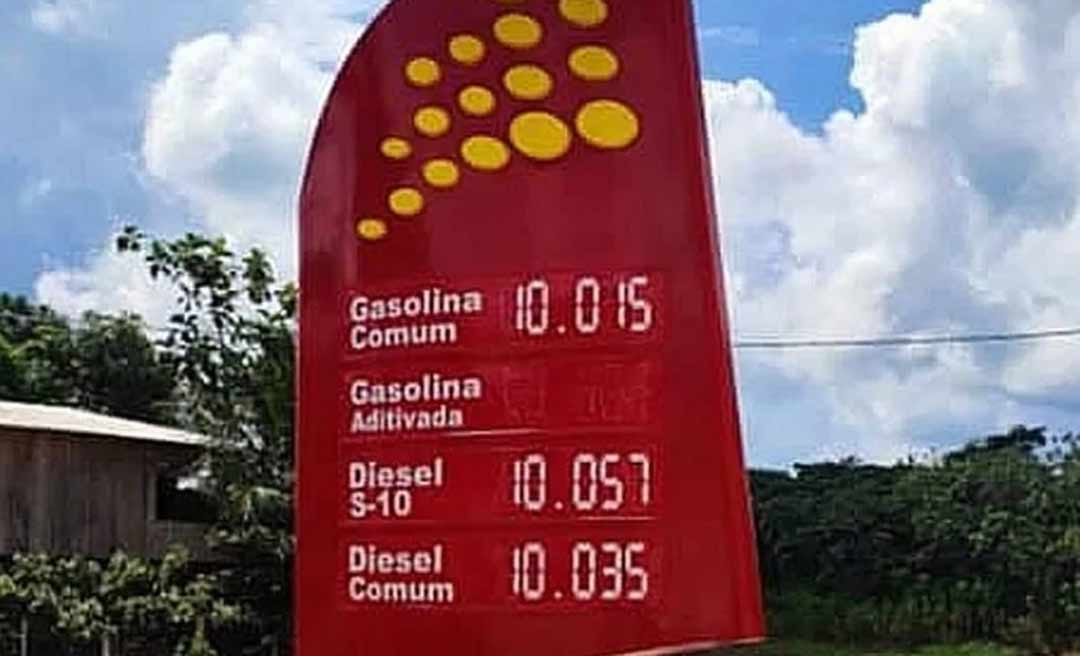 Gasolina 10.015
Comum
Gasolina
Aditivada
Diesel 10.057
S-10
Diesel 10.035
Comum